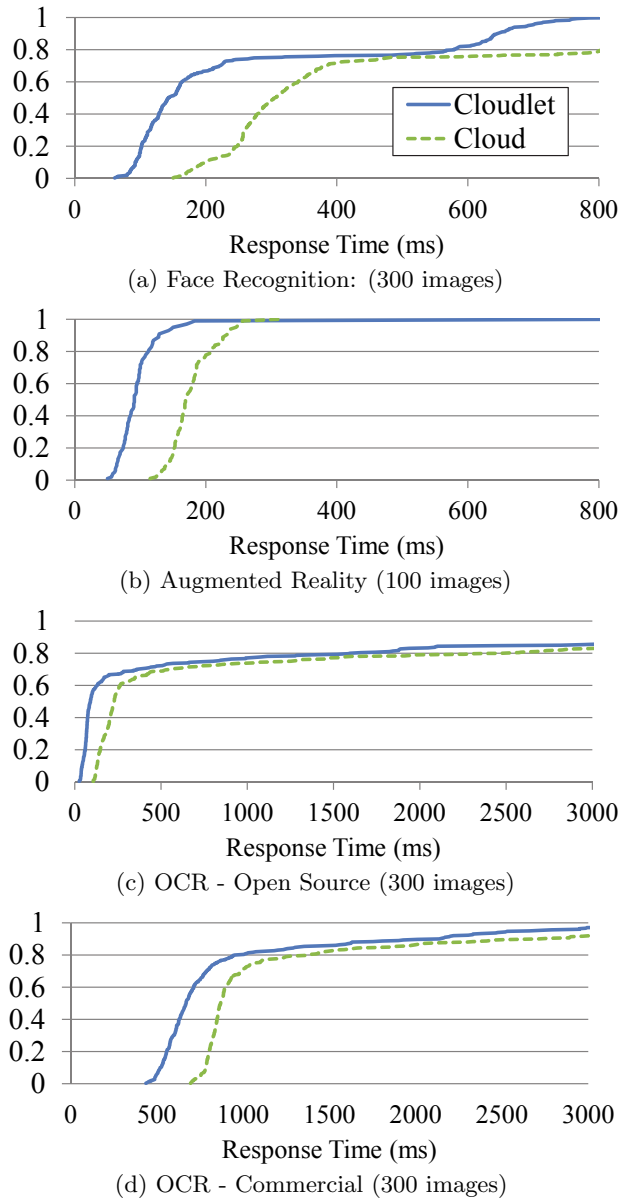 1
0.8
0.6
0.4
0.2
0
Cloudlet
Cloud
0 200 400 600 800
Response Time (ms)
(a) Face Recognition: (300 images)
1
0.8
0.6
0.4
0.2
0
0 200 400 600 800
Response Time (ms)
(b) Augmented Reality (100 images)
1
0.8
0.6
0.4
0.2
0
0 500 1000 1500 2000 2500 3000
Response Time (ms)
(c) OCR - Open Source (300 images)
1
0.8
0.6
0.4
0.2
0
0 500 1000 1500 2000 2500 3000
Response Time (ms)
(d) OCR - Commercial (300 images)